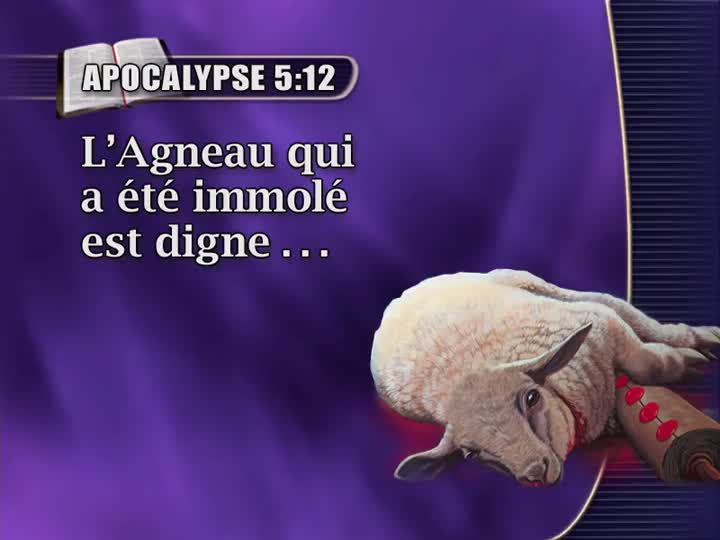 APOCALYPSE 5:12
L’Agneau qui
a été immolé
est digne . . .